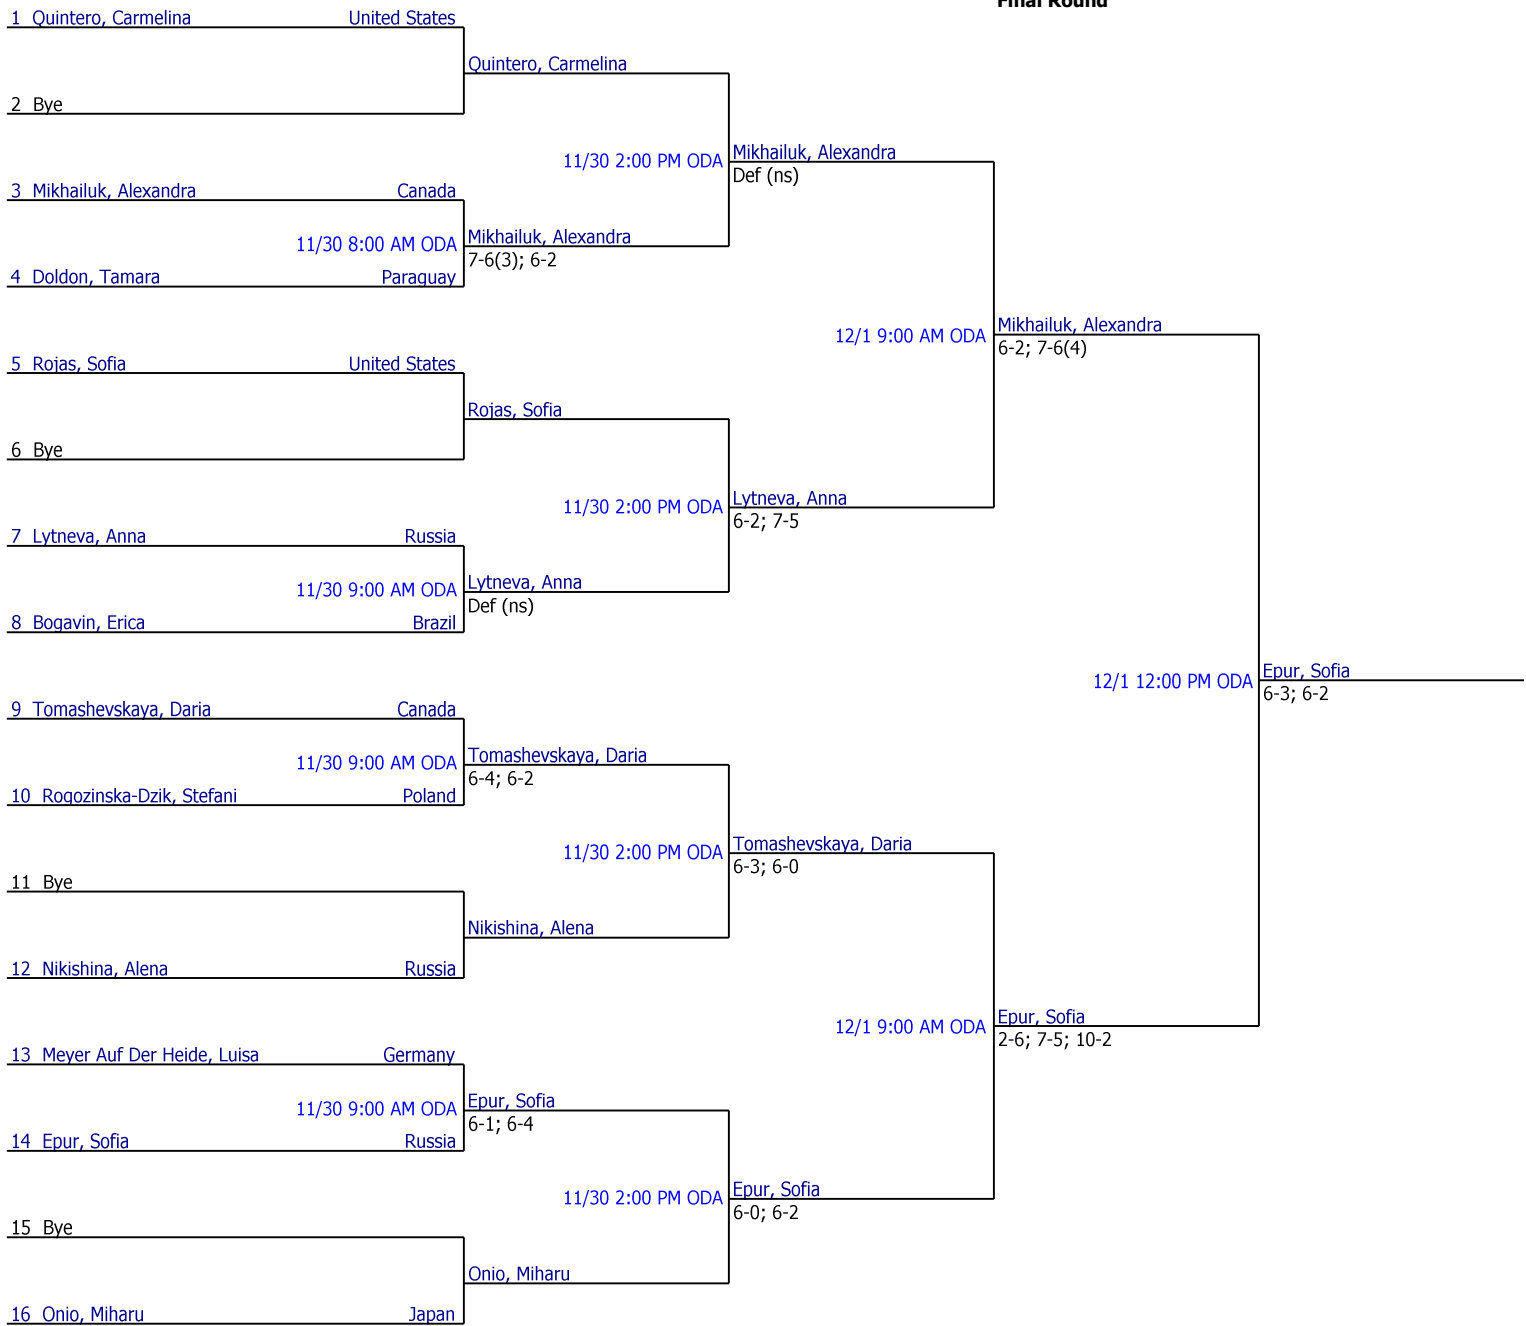 Final Round
1 Quintero, Carmelina United States
Quintero, Carmelina
2 Bye
11/30 2:00 PM ODA Mikhailuk, Alexandra
Def (ns)
3 Mikhailuk, Alexandra Canada
11/30 8:00 AM ODA Mikhailuk, Alexandra
7-6(3); 6-2
4 Doldon, Tamara Paraguay
12/1 9:00 AM ODA Mikhailuk, Alexandra
6-2; 7-6(4)
5 Rojas, Sofia United States
Rojas, Sofia
6 Bye
11/30 2:00 PM ODA Lytneva, Anna
6-2; 7-5
7 Lytneva, Anna Russia
11/30 9:00 AM ODA Lytneva, Anna
Def (ns)
8 Bogavin, Erica Brazil
12/1 12:00 PM ODA Epur, Sofia
6-3; 6-2
9 Tomashevskaya, Daria Canada
11/30 9:00 AM ODA Tomashevskaya, Daria
6-4; 6-2
10 Rogozinska-Dzik, Stefani Poland
11/30 2:00 PM ODA Tomashevskaya, Daria
6-3; 6-0
11 Bye
Nikishina, Alena
12 Nikishina, Alena Russia
12/1 9:00 AM ODA Epur, Sofia
2-6; 7-5; 10-2
13 Meyer Auf Der Heide, Luisa Germany
11/30 9:00 AM ODA Epur, Sofia
6-1; 6-4
14 Epur, Sofia Russia
11/30 2:00 PM ODA Epur, Sofia
6-0; 6-2
15 Bye
Onio, Miharu
16 Onio, Miharu Japan